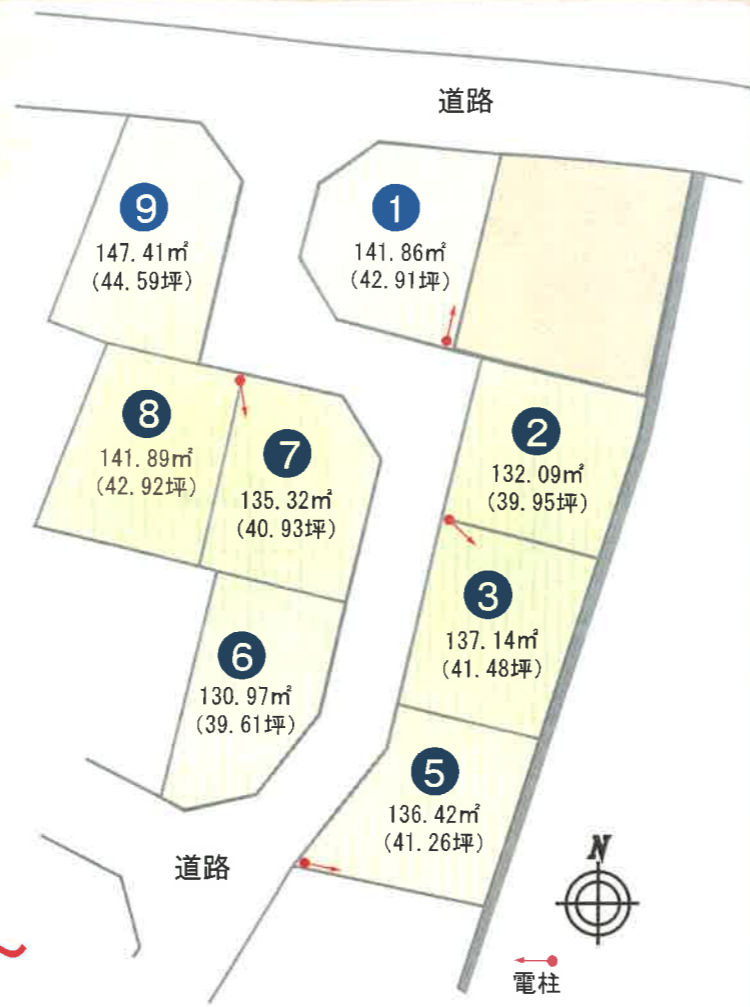 道路
9
147.41㎡
(44.59坪)
1
141.86㎡
(42.91坪)
8
141.89㎡
(42.92坪)
7
135.32㎡
(40.93坪)
2
132.09㎡
(39.95坪)
3
137.14㎡
(41.48坪)
6
130.97㎡
(39.61坪)
5
136.42㎡
(41.26坪)
道路
N
電柱